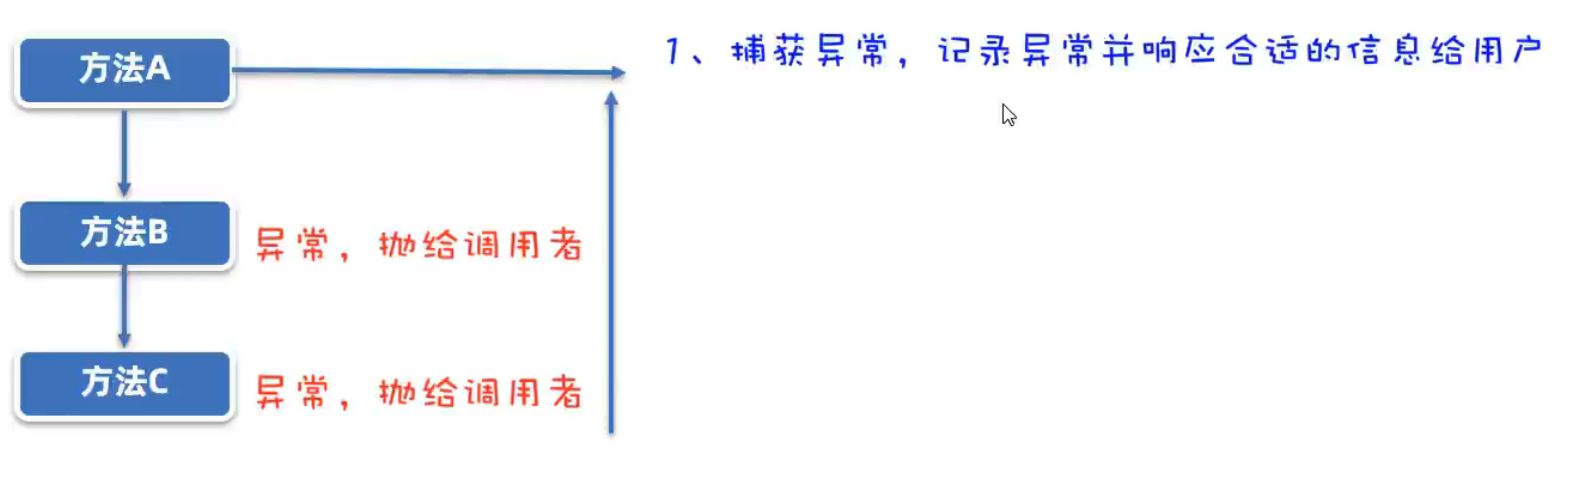 方法A
1、捕获异常，记录异常并响应合适的信息给用户
方法B
异常，抛给调用者
方法C
异常，抛给调用者